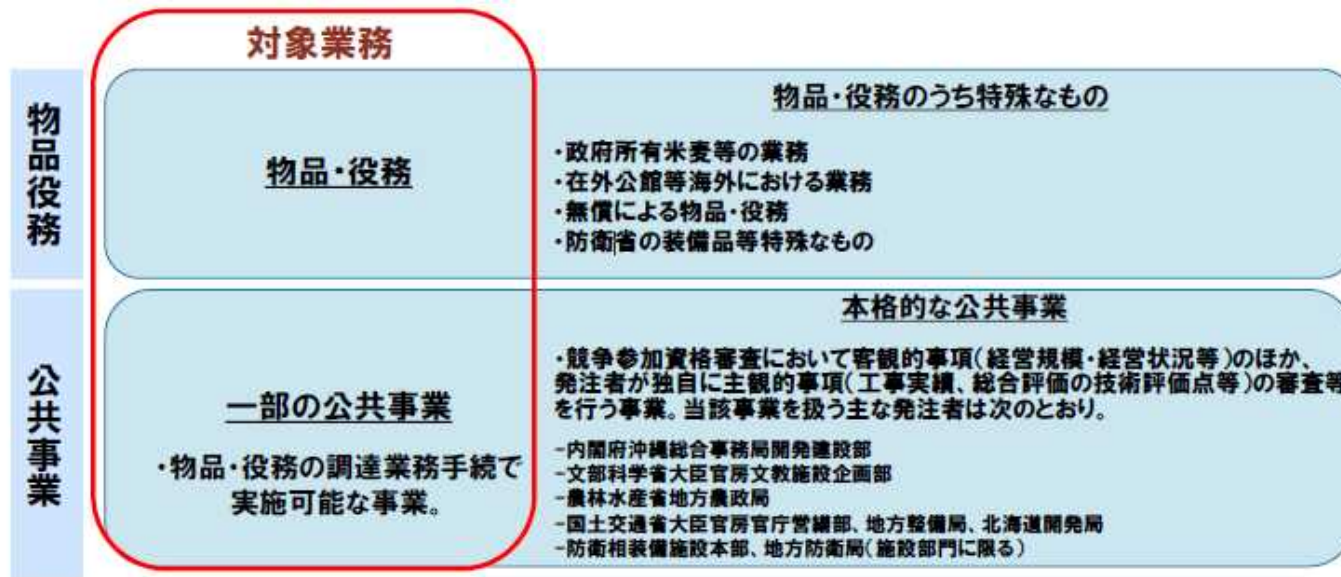 対象業務
物品役務
物品・役務
物品・役務のうち特殊なもの
・政府所有米麦等の業務
・在外公館等海外における業務
・無償による物品・役務
・防衛省の装備品等特殊なもの
公共事業
一部の公共事業
・物品・役務の調達業務手続で
実施可能な事業。
本格的な公共事業
・競争参加資格審査において客観的事項(経営規模・経営状況等)のほか、
発注者が独自に主観的事項(工事実績、総合評価の技術評価点等)の審査等
を行う事業。当該事業を扱う主な発注者は次のとおり。
-内閣府沖縄総合事務局開発建設部
-文部科学省大臣官房文教施設企画部
-農林水産省地方農政局
-国土交通省大臣官房官庁営繕部、地方整備局、北海道開発局
-防衛相装備施設本部、地方防衛局(施設部門に限る)